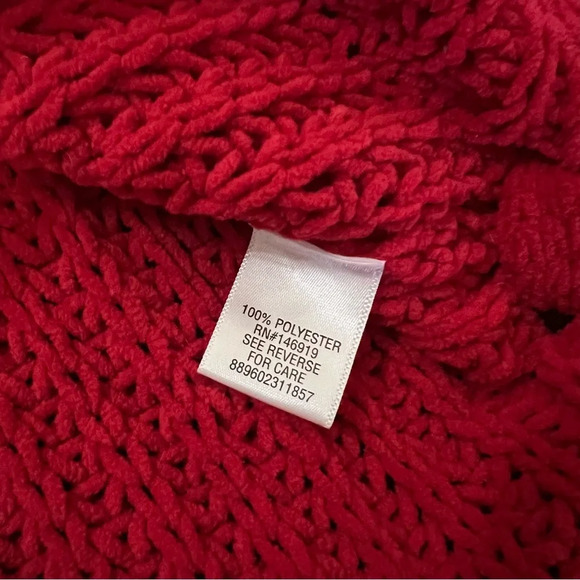 100% POLYESTER
RN#146919
SEE REVERSE
FOR CARE
889602311857